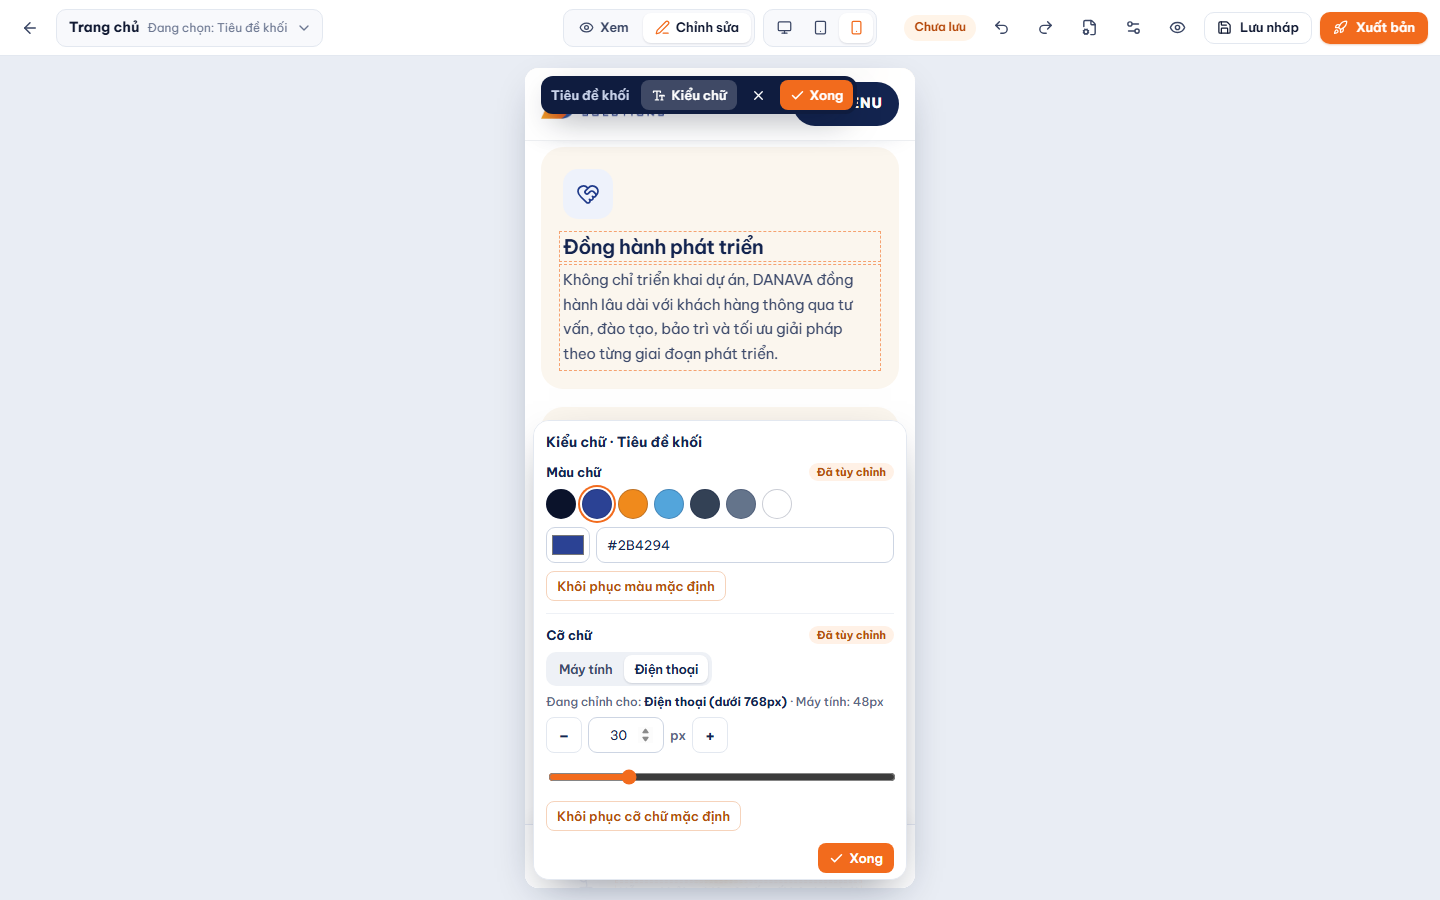 Trang chủ Đang chọn: Tiêu đề khối
Xem
Chỉnh sửa
Chưa lưu
Lưu nháp
Xuất bản
Tiêu đề khối
Kiểu chữ
Xong
ENU
Đồng hành phát triển
Không chỉ triển khai dự án, DANAVA đồng
hành lâu dài với khách hàng thông qua tư
vấn, đào tạo, bảo trì và tối ưu giải pháp
theo từng giai đoạn phát triển.
Kiểu chữ · Tiêu đề khối
Màu chữ
Đã tùy chỉnh
#2B4294
Khôi phục màu mặc định
Cỡ chữ
Đã tùy chỉnh
Máy tính
Điện thoại
Đang chỉnh cho: Điện thoại (dưới 768px) · Máy tính: 48px
− 30 px +
Khôi phục cỡ chữ mặc định
Xong